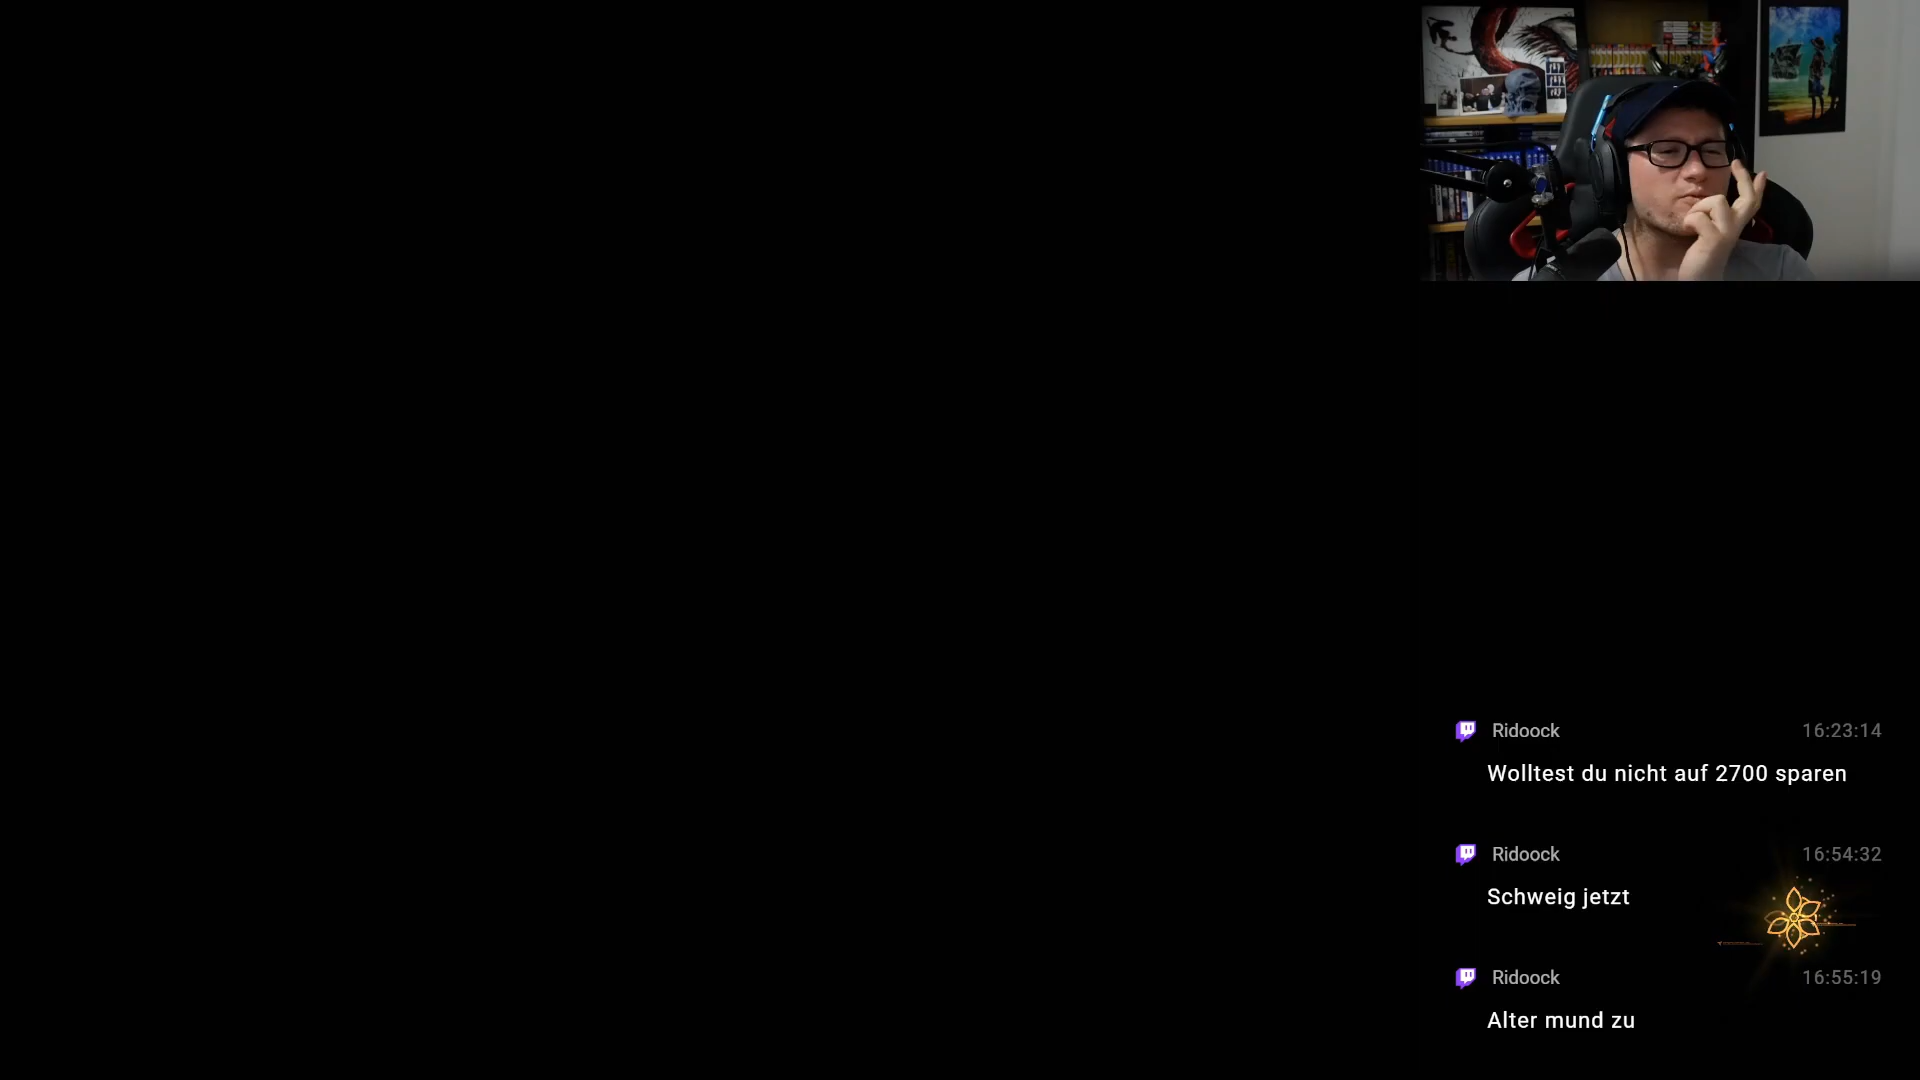 Ridoock 16:23:14
Wolltest du nicht auf 2700 sparen
Ridoock 16:54:32
Schweig jetzt
Ridoock 16:55:19
Alter mund zu